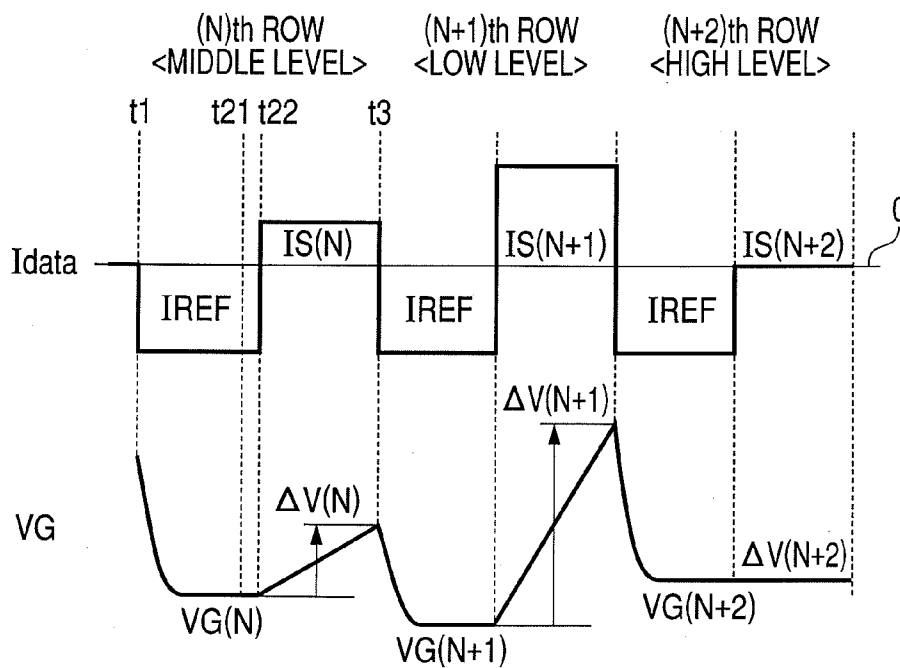 (N)th ROW
<MIDDLE LEVEL>
(N+1)th ROW
<LOW LEVEL>
(N+2)th ROW
<HIGH LEVEL>
t1
t21
t22
t3
Idata
IREF
IS(N)
IREF
IS(N+1)
IREF
IS(N+2)
VG
VG(N)
ΔV(N)
VG(N+1)
ΔV(N+1)
VG(N+2)
ΔV(N+2)